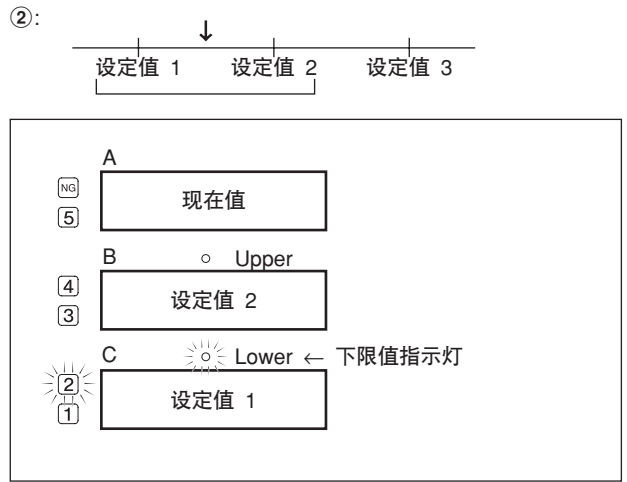 ②:
↓
设定值 1 设定值 2 设定值 3
A
NG
现在值
5
B Upper
4
设定值 2
3
C Lower ← 下限值指示灯
2
设定值 1
1